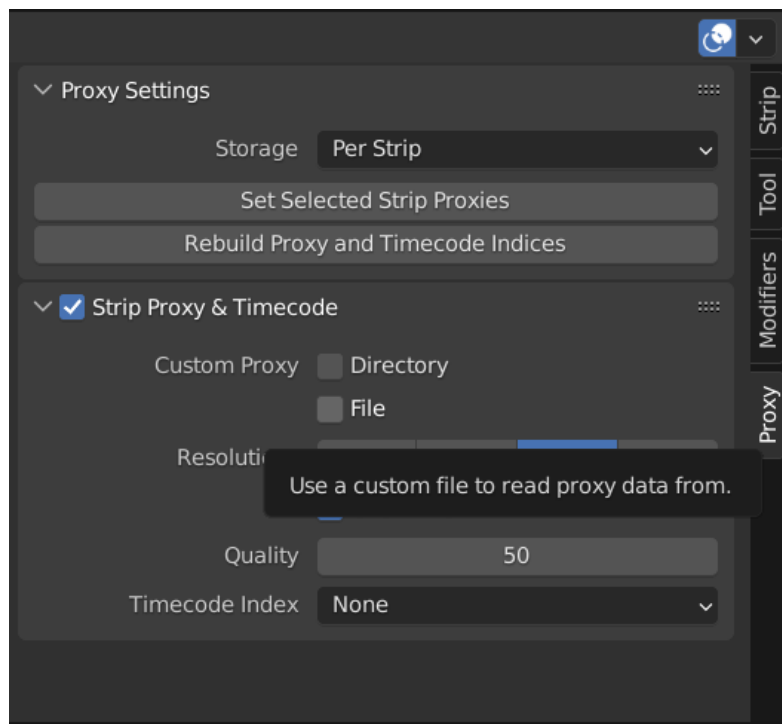 Proxy Settings
Storage Per Strip
Set Selected Strip Proxies
Rebuild Proxy and Timecode Indices
Strip Proxy & Timecode
Custom Proxy Directory
File
Use a custom file to read proxy data from.
Quality 50
Timecode Index None
Strip
Tool
Modifiers
Proxy